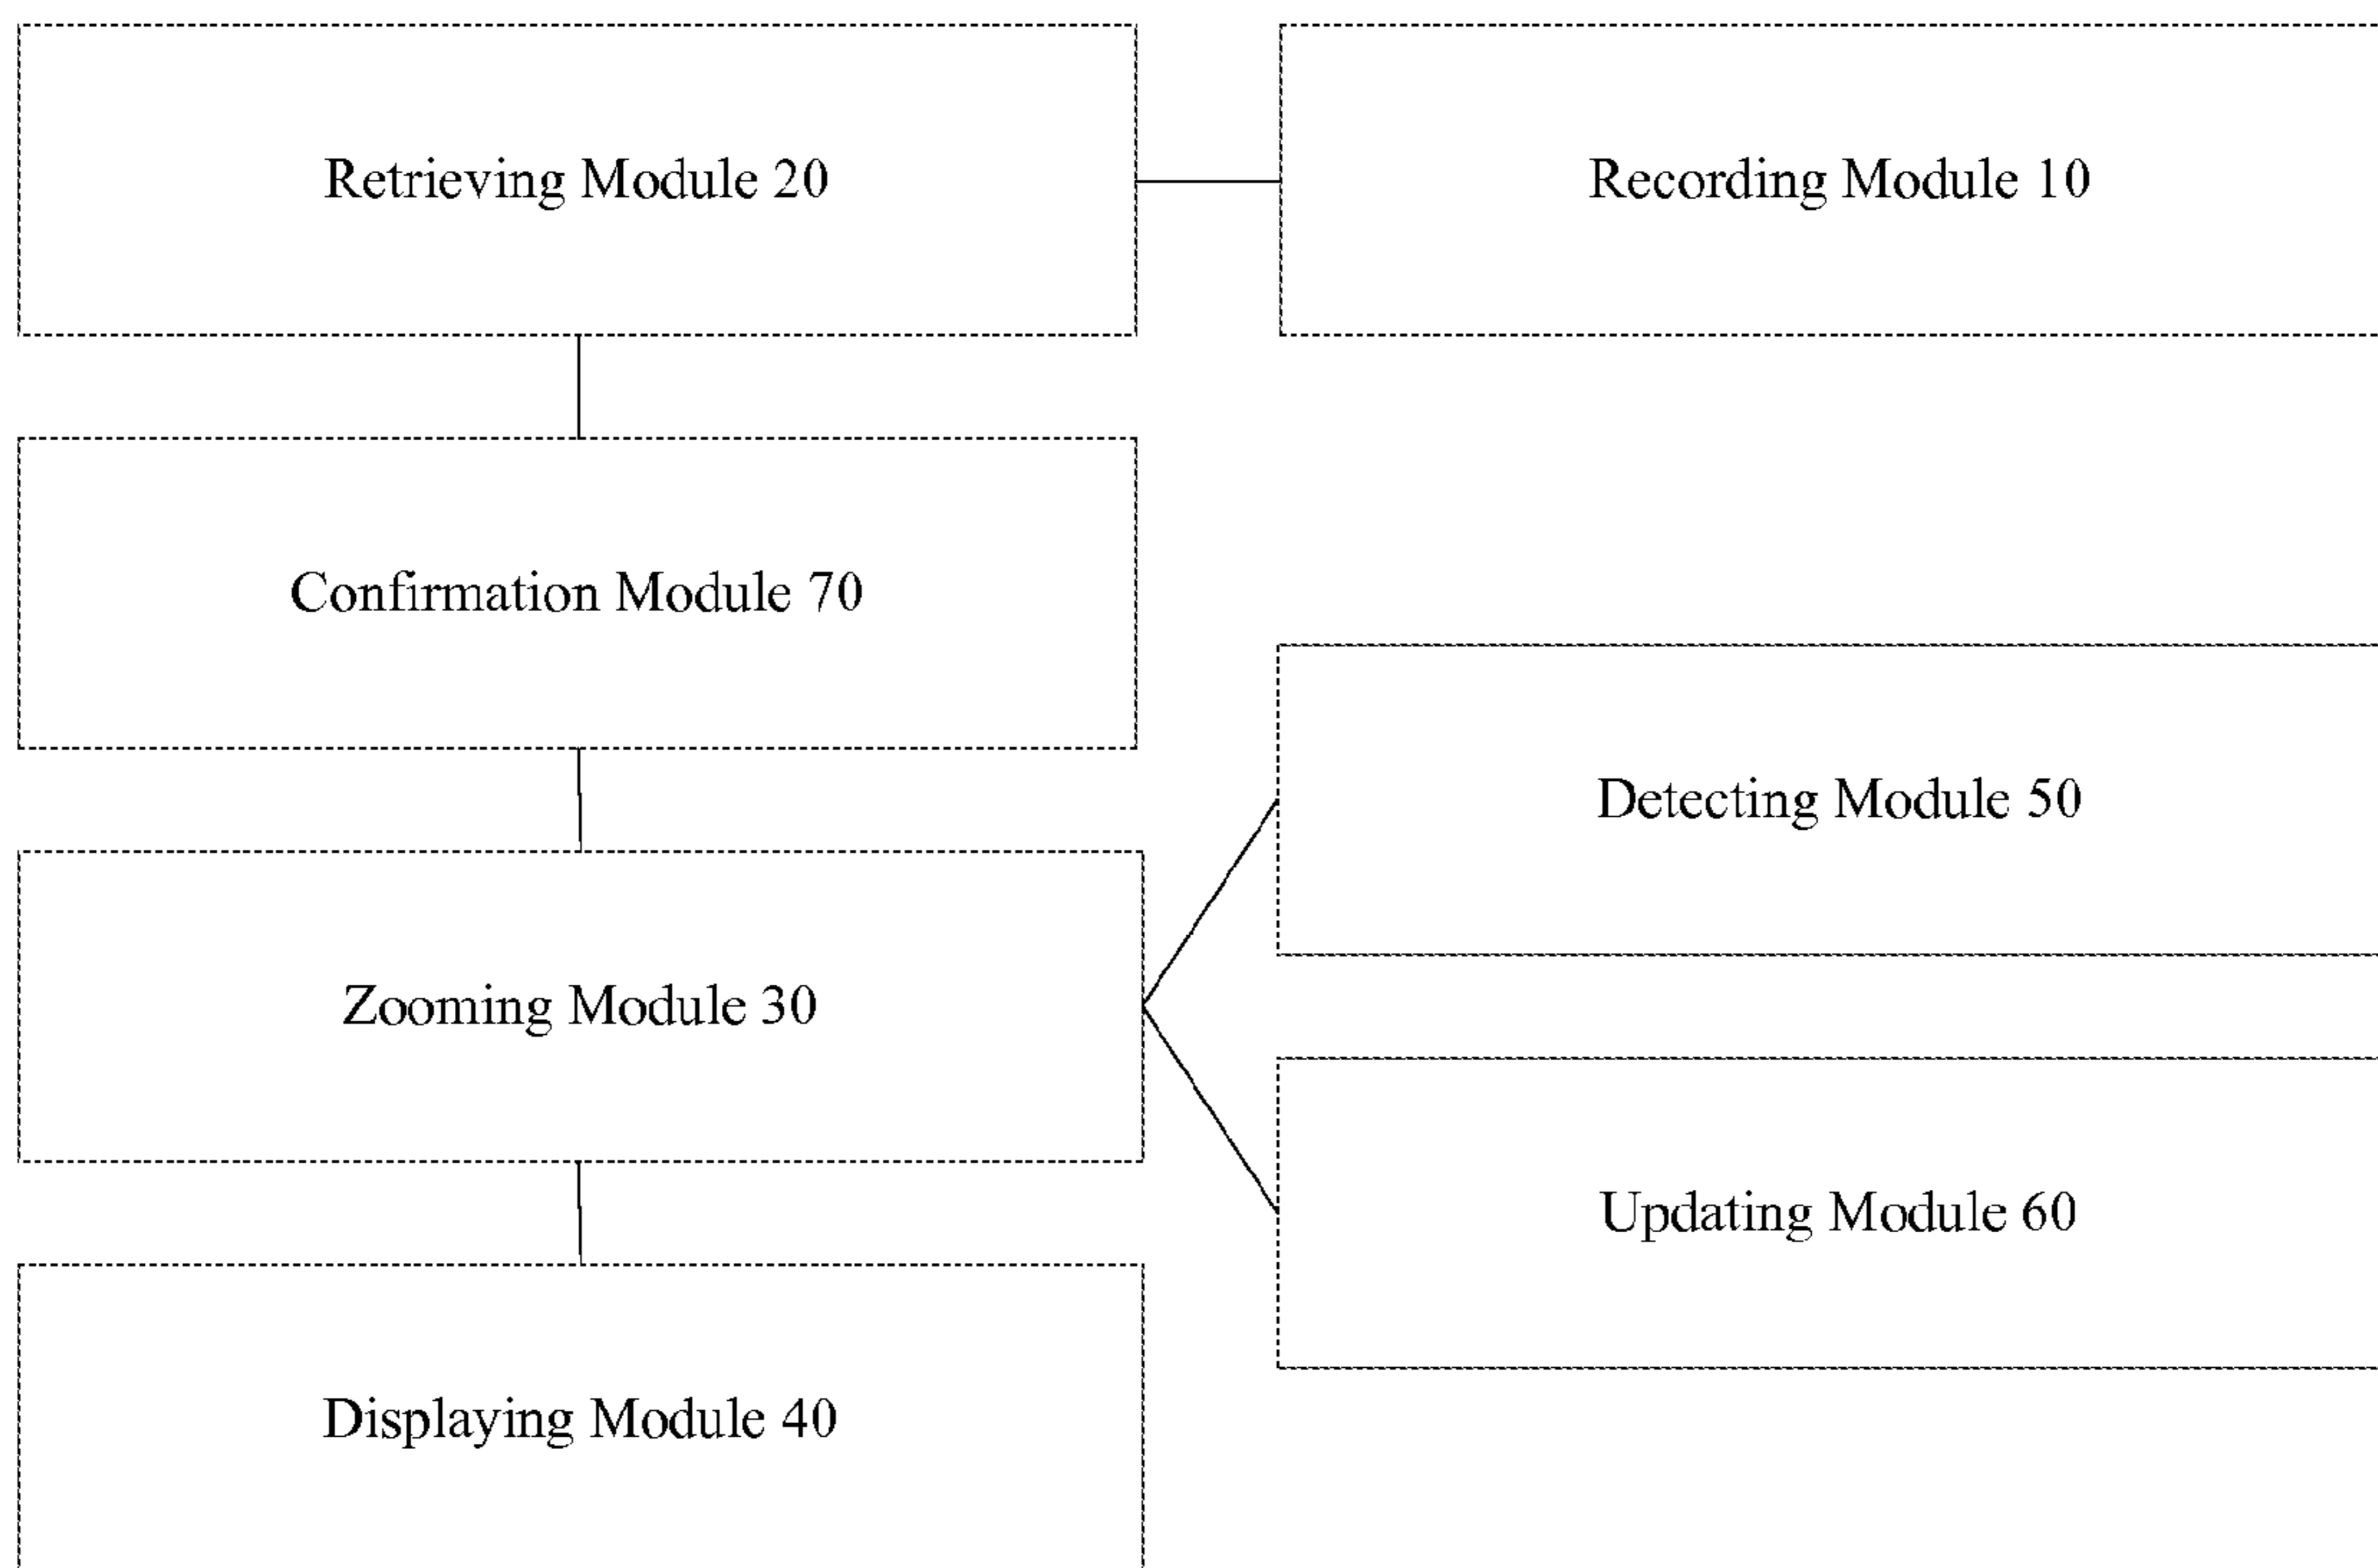 Retrieving Module 20
Recording Module 10
Confirmation Module 70
Detecting Module 50
Zooming Module 30
Updating Module 60
Displaying Module 40